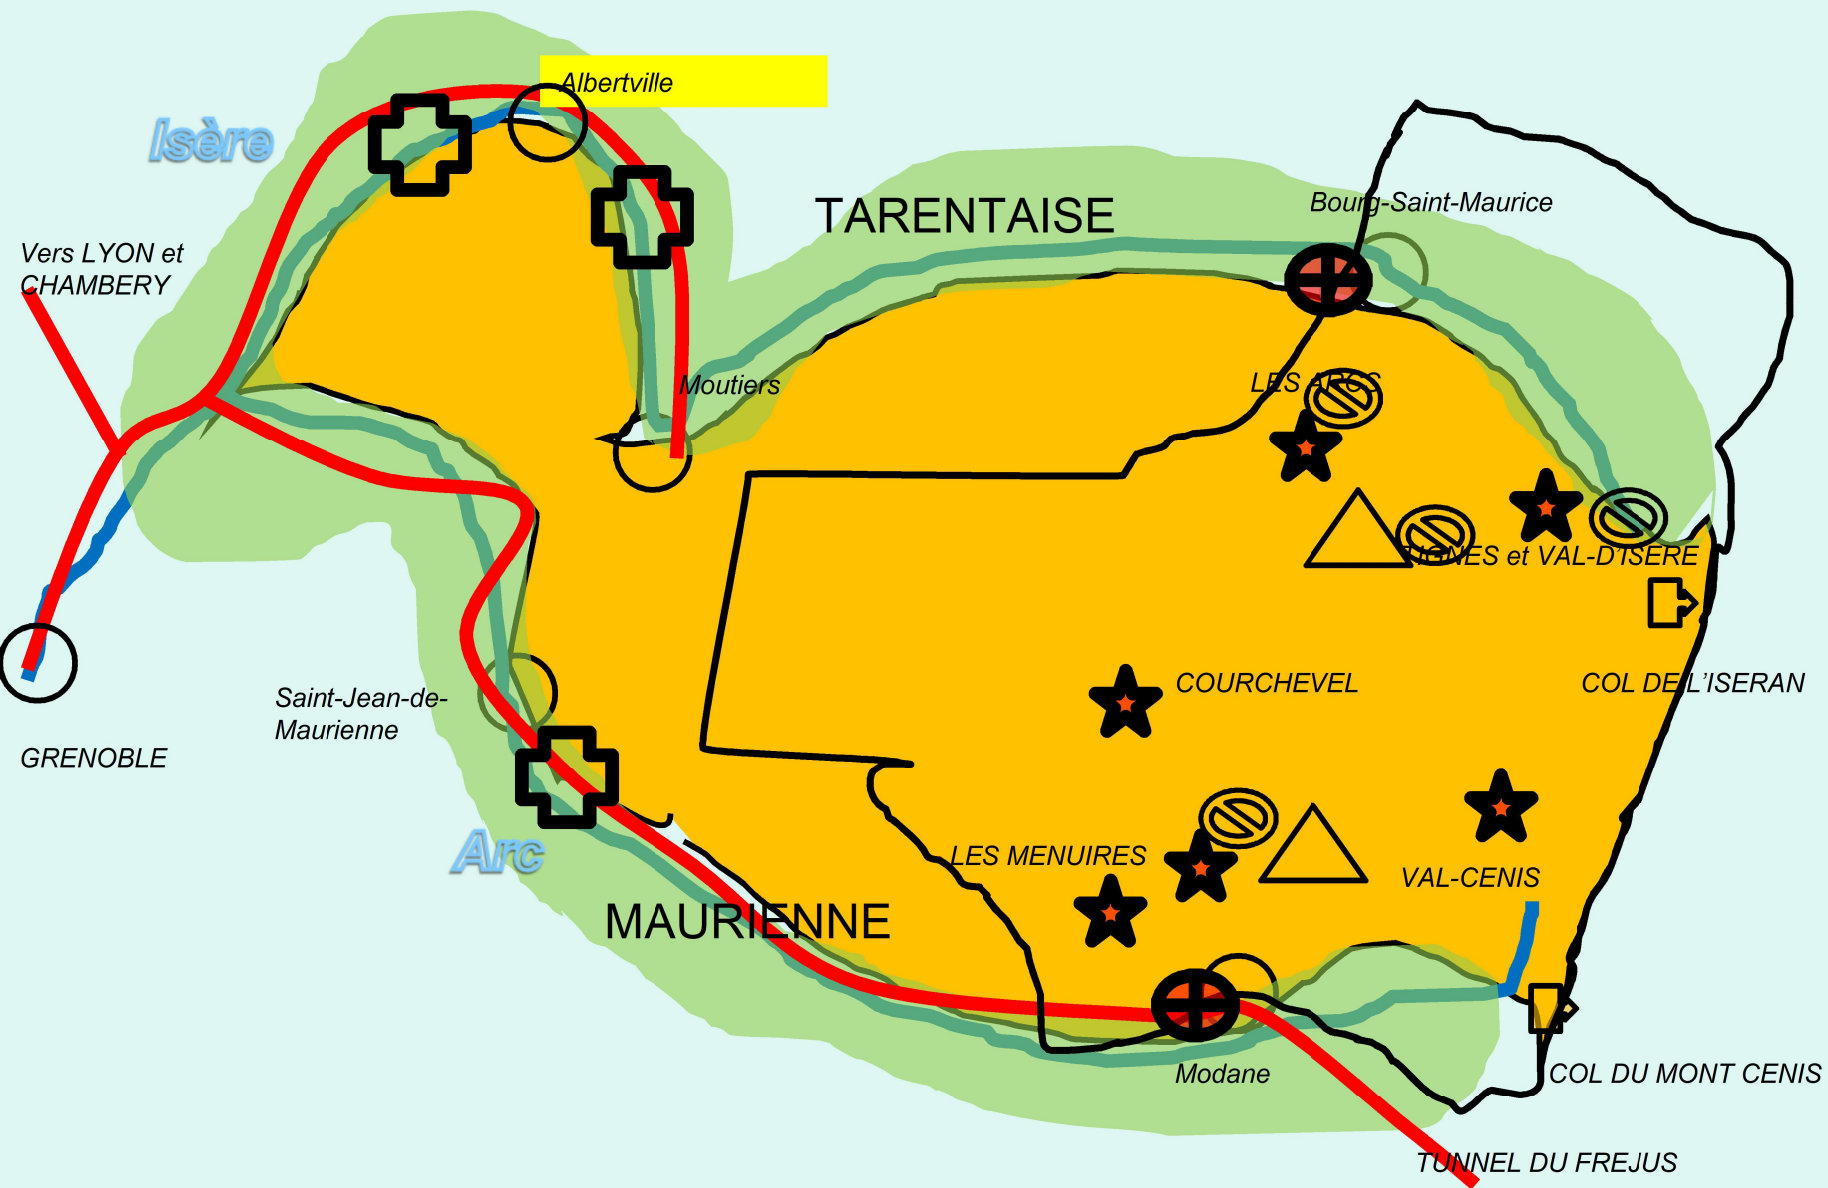 Albertville
Isère
TARENTAISE
Bourg-Saint-Maurice
Vers LYON et
CHAMBERY
Moutiers
LES ARCS
TIGNES et VAL-D'ISERE
COURCHEVEL
COL DE L'ISERAN
Saint-Jean-de-
Maurienne
GRENOBLE
Arc
LES MENUIRES
VAL-CENIS
MAURIENNE
Modane
COL DU MONT CENIS
TUNNEL DU FREJUS